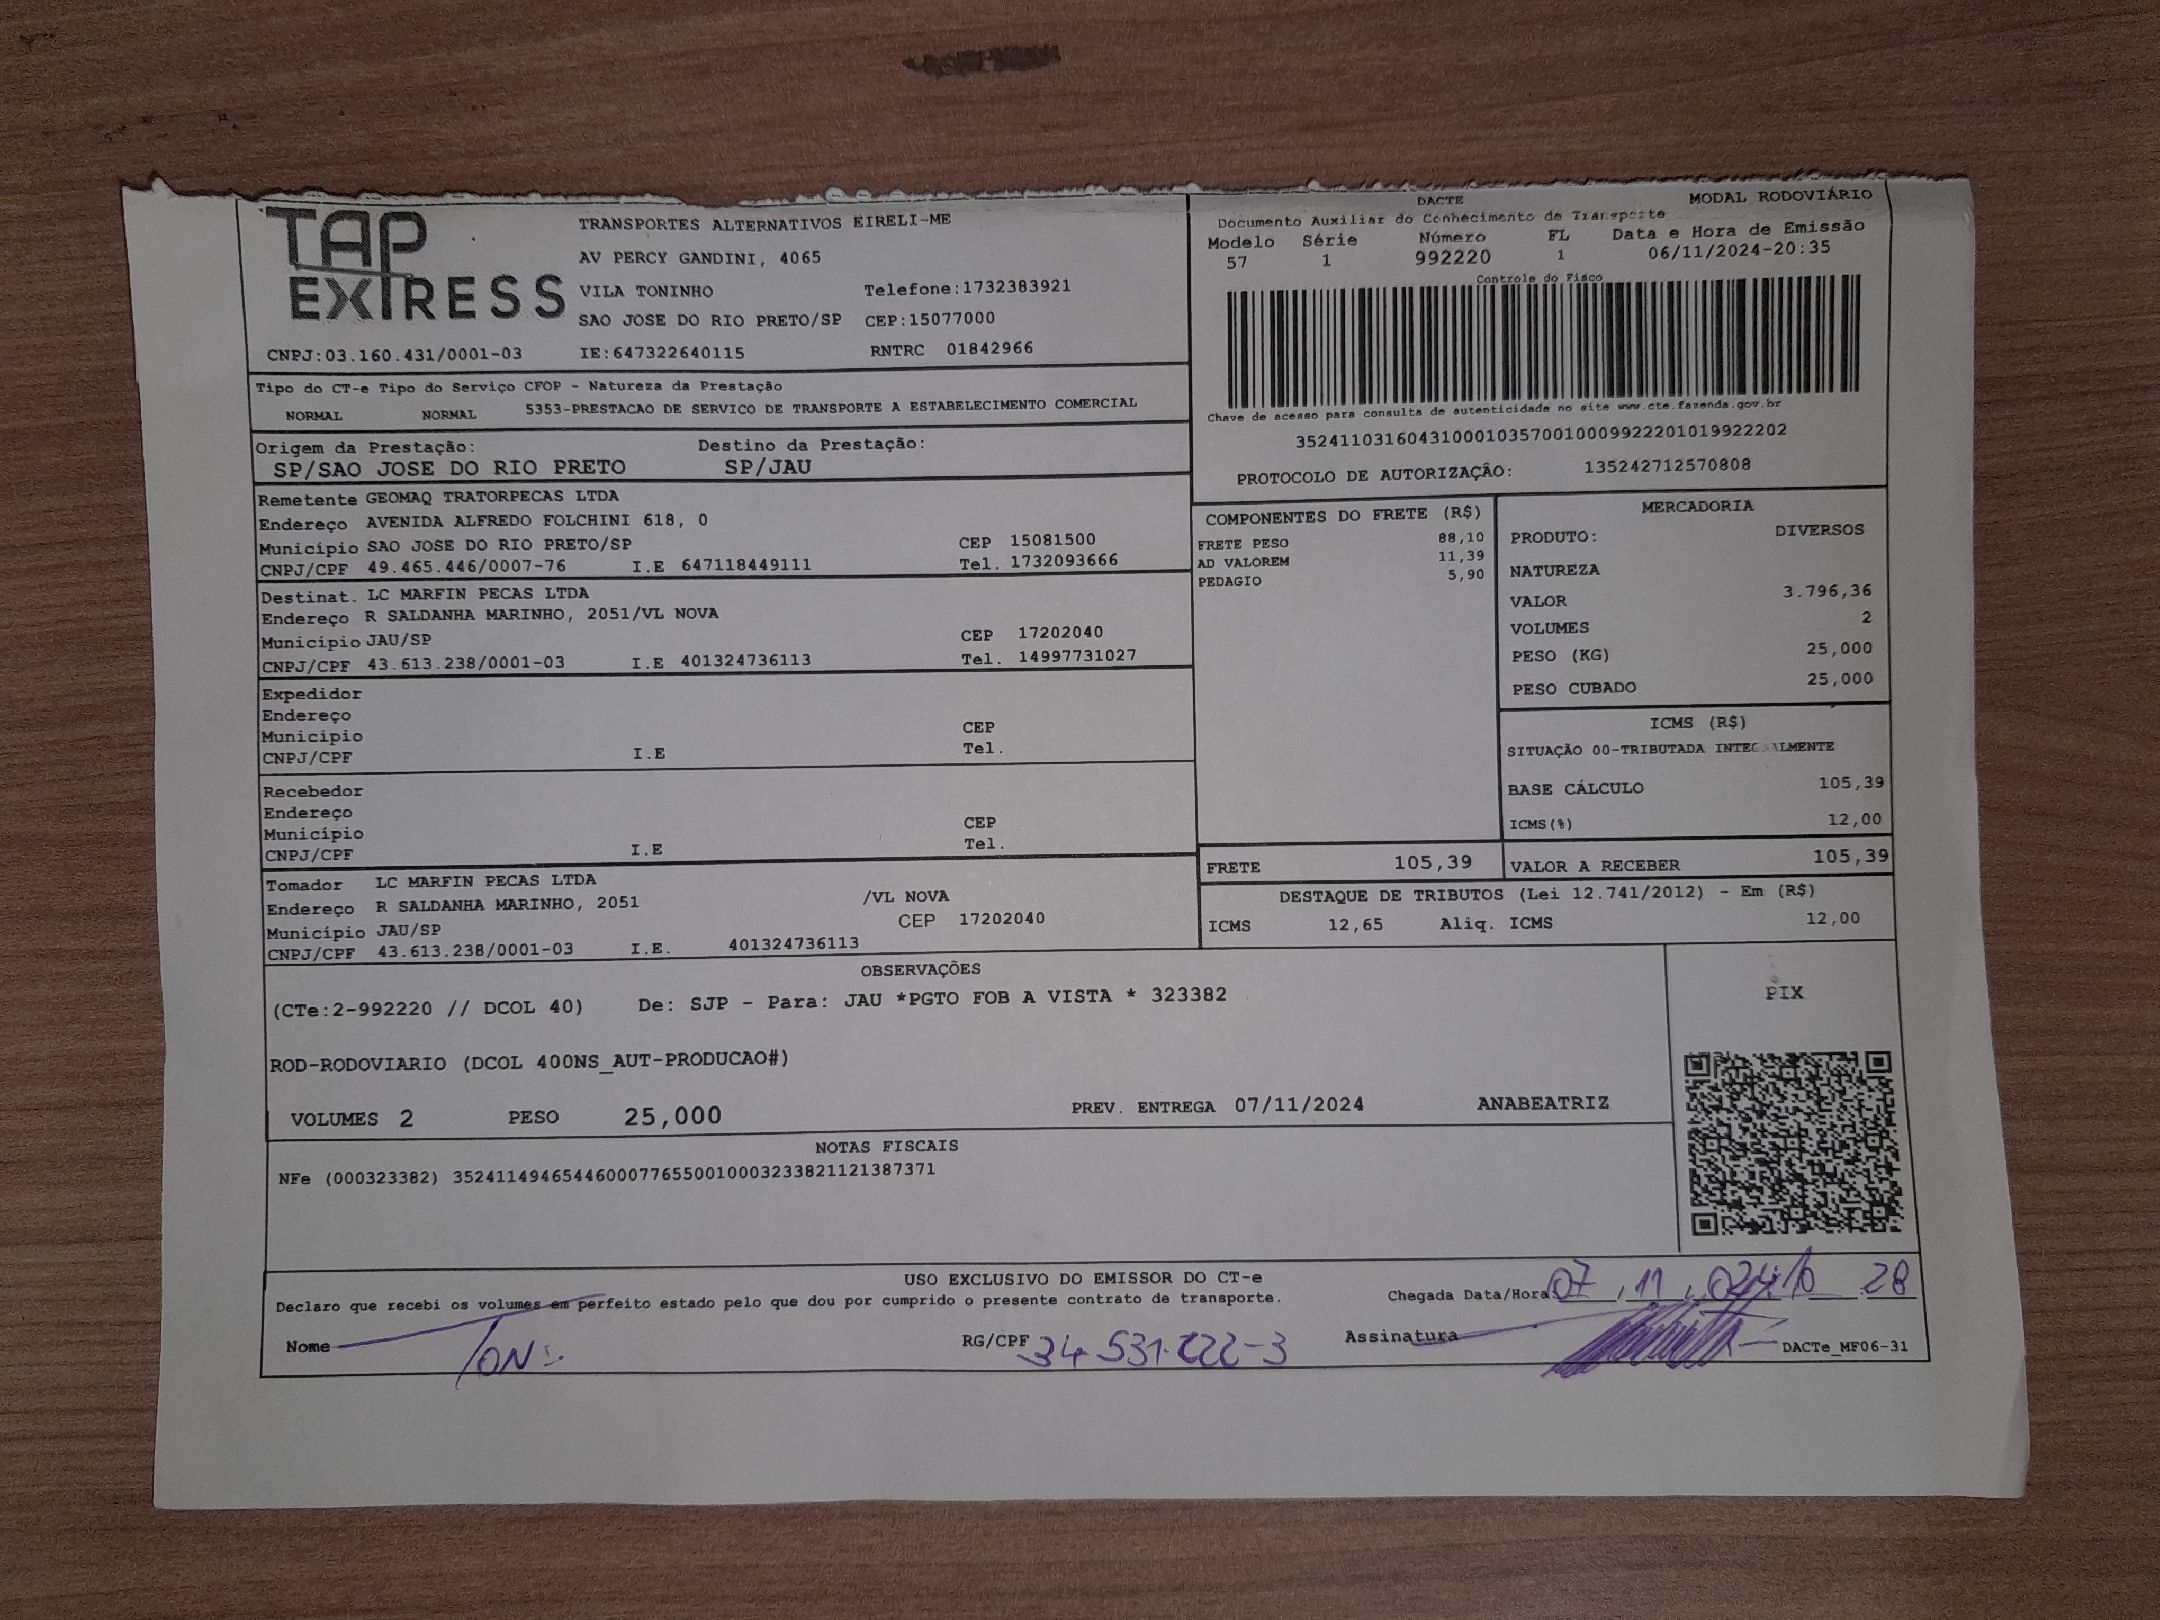 TAP EXPRESS
TRANSPORTES ALTERNATIVOS EIRELI-ME
AV PERCY GANDINI, 4065
VILA TONINHO Telefone:1732383921
SAO JOSE DO RIO PRETO/SP CEP:15077000
CNPJ:03.160.431/0001-03 IE:647322640115 RNTRC 01842966
DACTE MODAL RODOVIÁRIO
Documento Auxiliar do Conhecimento de Transporte
Modelo Série Número FL Data e Hora de Emissão
57 1 992220 1 06/11/2024-20:35
Controle do Fisco
Chave de acesso para consulta de autenticidade no site www.cte.fazenda.gov.br
35241103160431000103570010009922201019922202
PROTOCOLO DE AUTORIZAÇÃO: 135242712570808
Tipo do CT-e Tipo do Serviço CFOP - Natureza da Prestação
NORMAL NORMAL 5353-PRESTACAO DE SERVICO DE TRANSPORTE A ESTABELECIMENTO COMERCIAL
Origem da Prestação: Destino da Prestação:
SP/SAO JOSE DO RIO PRETO SP/JAU
Remetente GEOMAQ TRATORPECAS LTDA
Endereço AVENIDA ALFREDO FOLCHINI 618, 0
Município SAO JOSE DO RIO PRETO/SP CEP 15081500
CNPJ/CPF 49.465.446/0007-76 I.E 647118449111 Tel. 1732093666
Destinat. LC MARFIN PECAS LTDA
Endereço R SALDANHA MARINHO, 2051/VL NOVA
Município JAU/SP CEP 17202040
CNPJ/CPF 43.613.238/0001-03 I.E 401324736113 Tel. 14997731027
Expedidor
Endereço
Município CEP
CNPJ/CPF I.E Tel.
Recebedor
Endereço
Município CEP
CNPJ/CPF I.E Tel.
Tomador LC MARFIN PECAS LTDA
Endereço R SALDANHA MARINHO, 2051 /VL NOVA
Município JAU/SP CEP 17202040
CNPJ/CPF 43.613.238/0001-03 I.E. 401324736113
COMPONENTES DO FRETE (R$)
FRETE PESO 88,10
AD VALOREM 11,39
PEDAGIO 5,90
MERCADORIA
PRODUTO: DIVERSOS
NATUREZA
VALOR 3.796,36
VOLUMES 2
PESO (KG) 25,000
PESO CUBADO 25,000
ICMS (R$)
SITUAÇÃO 00-TRIBUTADA INTEGRALMENTE
BASE CÁLCULO 105,39
ICMS(%) 12,00
FRETE 105,39 VALOR A RECEBER 105,39
DESTAQUE DE TRIBUTOS (Lei 12.741/2012) - Em (R$)
ICMS 12,65 Aliq. ICMS 12,00
OBSERVAÇÕES
(CTe:2-992220 // DCOL 40) De: SJP - Para: JAU *PGTO FOB A VISTA * 323382
ROD-RODOVIARIO (DCOL 400NS_AUT-PRODUCAO#)
VOLUMES 2 PESO 25,000 PREV. ENTREGA 07/11/2024 ANABEATRIZ
PIX
NOTAS FISCAIS
NFe (000323382) 35241149465446000776550010003233821121387371
USO EXCLUSIVO DO EMISSOR DO CT-e
Declaro que recebi os volumes em perfeito estado pelo que dou por cumprido o presente contrato de transporte.
Chegada Data/Hora 07 11 28
Nome RG/CPF 34.531.222-3 Assinatura
DACTe_MF06-31